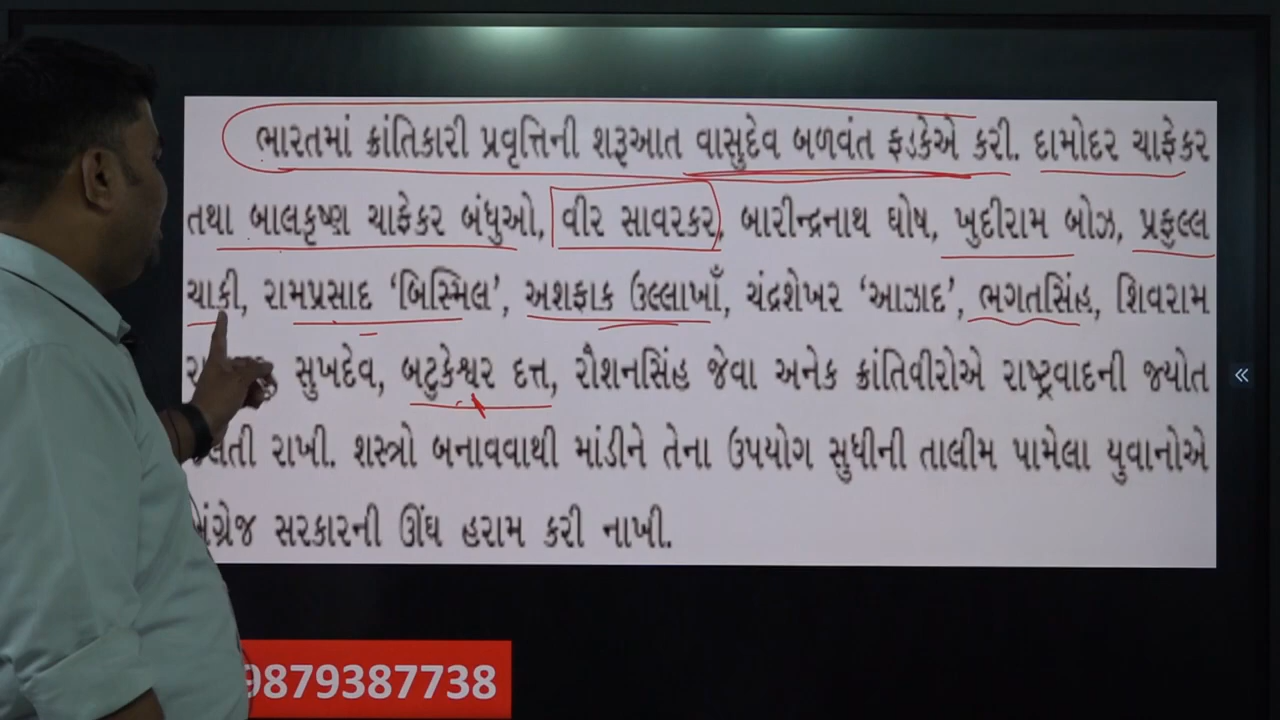 ભારતમાં ક્રાંતિકારી પ્રવૃત્તિની શરૂઆત વાસુદેવ બળવંત ફડકેએ કરી. દામોદર ચાફેકર
તથા બાલકૃષ્ણ ચાફેકર બંધુઓ, વીર સાવરકર, બારીન્દ્રનાથ ઘોષ, ખુદીરામ બોઝ, પ્રફુલ્લ
ચાકી, રામપ્રસાદ ‘બિસ્મિલ’, અશફાક ઉલ્લાખાઁ, ચંદ્રશેખર ‘આઝાદ’, ભગતસિંહ, શિવરામ
સુખદેવ, બટુકેશ્વર દત્ત, રૌશનસિંહ જેવા અનેક ક્રાંતિવીરોએ રાષ્ટ્રવાદની જ્યોત
રાખી. શસ્ત્રો બનાવવાથી માંડીને તેના ઉપયોગ સુધીની તાલીમ પામેલા યુવાનોએ
અંગ્રેજ સરકારની ઊંઘ હરામ કરી નાખી.
9879387738